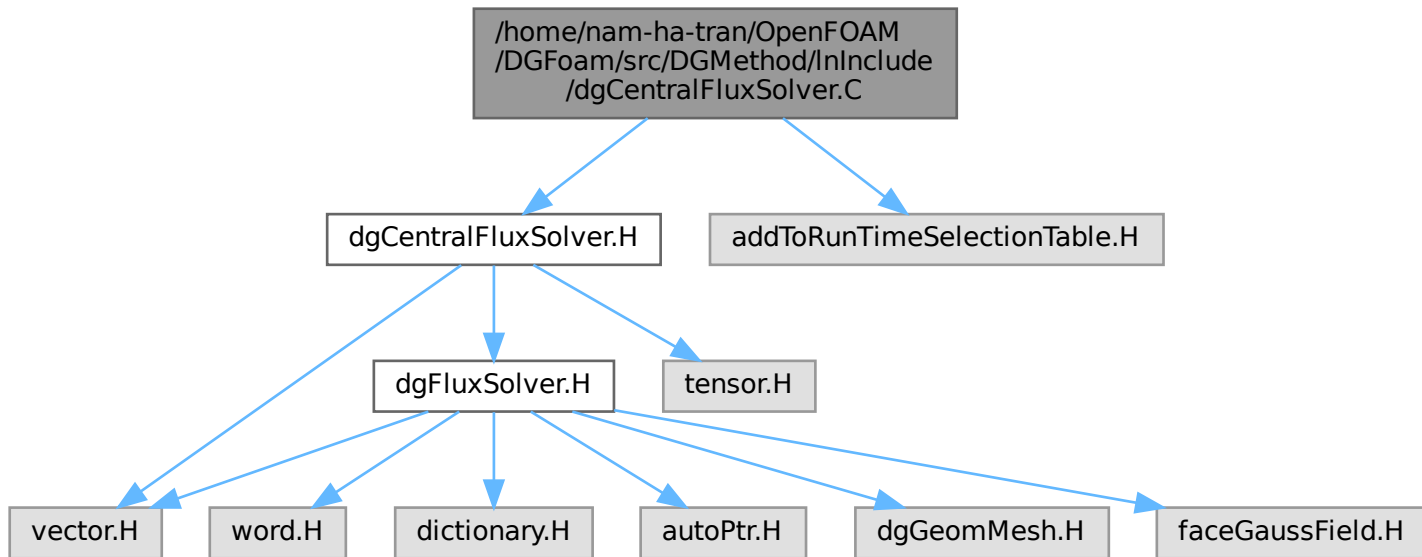 /home/nam-ha-tran/OpenFOAM
/DGFoam/src/DGMethod/lnInclude
/dgCentralFluxSolver.C
dgCentralFluxSolver.H
addToRunTimeSelectionTable.H
dgFluxSolver.H
tensor.H
vector.H
word.H
dictionary.H
autoPtr.H
dgGeomMesh.H
faceGaussField.H